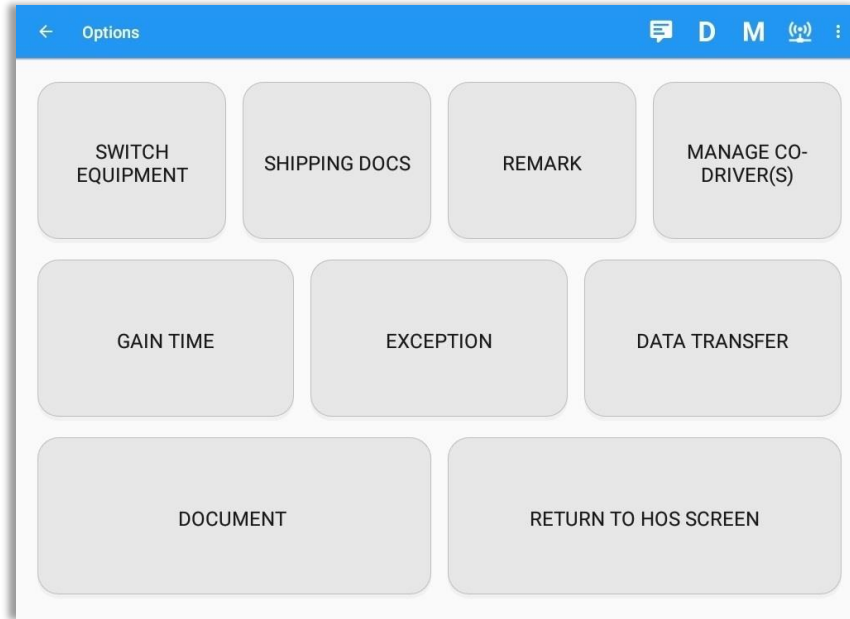 Options
D M
SWITCH
EQUIPMENT
SHIPPING DOCS
REMARK
MANAGE CO-
DRIVER(S)
GAIN TIME
EXCEPTION
DATA TRANSFER
DOCUMENT
RETURN TO HOS SCREEN